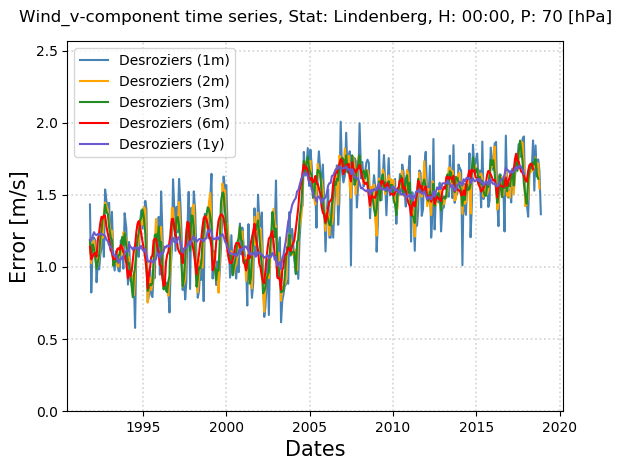 Wind_v-component time series, Stat: Lindenberg, H: 00:00, P: 70 [hPa]
Desroziers (1m)
Desroziers (2m)
Desroziers (3m)
Desroziers (6m)
Desroziers (1y)
Error [m/s]
2.5
2.0
1.5
1.0
0.5
0.0
1995 2000 2005 2010 2015 2020
Dates